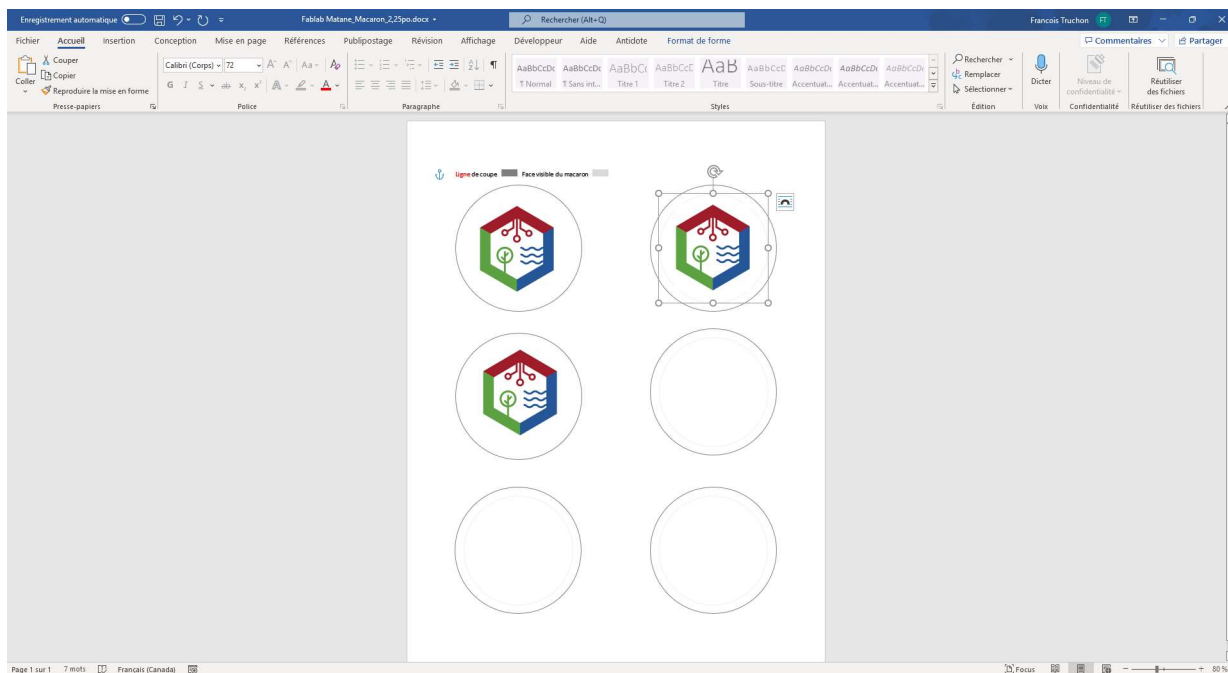 Enregistrement automatique
Fablab Matane_Macaron_2,25po.docx
Rechercher (Alt+Q)
Francois Truchon FT
Fichier Accueil Insertion Conception Mise en page Références Publipostage Révision Affichage Développeur Aide Antidote Format de forme Commentaires Partager
Coller
Couper
Copier
Reproduire la mise en forme
Presse-papiers
Calibri (Corps) 72
G I S ab x, x²
Police
Paragraphe
AaBbCcDc AaBbCcDc AaBbCc AaBbCcE AaB AaBbCcC AaBbCcDc AaBbCcDc AaBbCcDc
¶ Normal ¶ Sans int... Titre 1 Titre 2 Titre Sous-titre Accentuat... Accentuat... Accentuat...
Styles
Rechercher
Remplacer
Sélectionner
Édition
Dicter
Voix
Niveau de
confidentialité
Confidentialité
Réutiliser
des fichiers
Réutiliser des fichiers
Ligne de coupe Face visible du macaron
Page 1 sur 1 7 mots Français (Canada) Focus 80 %